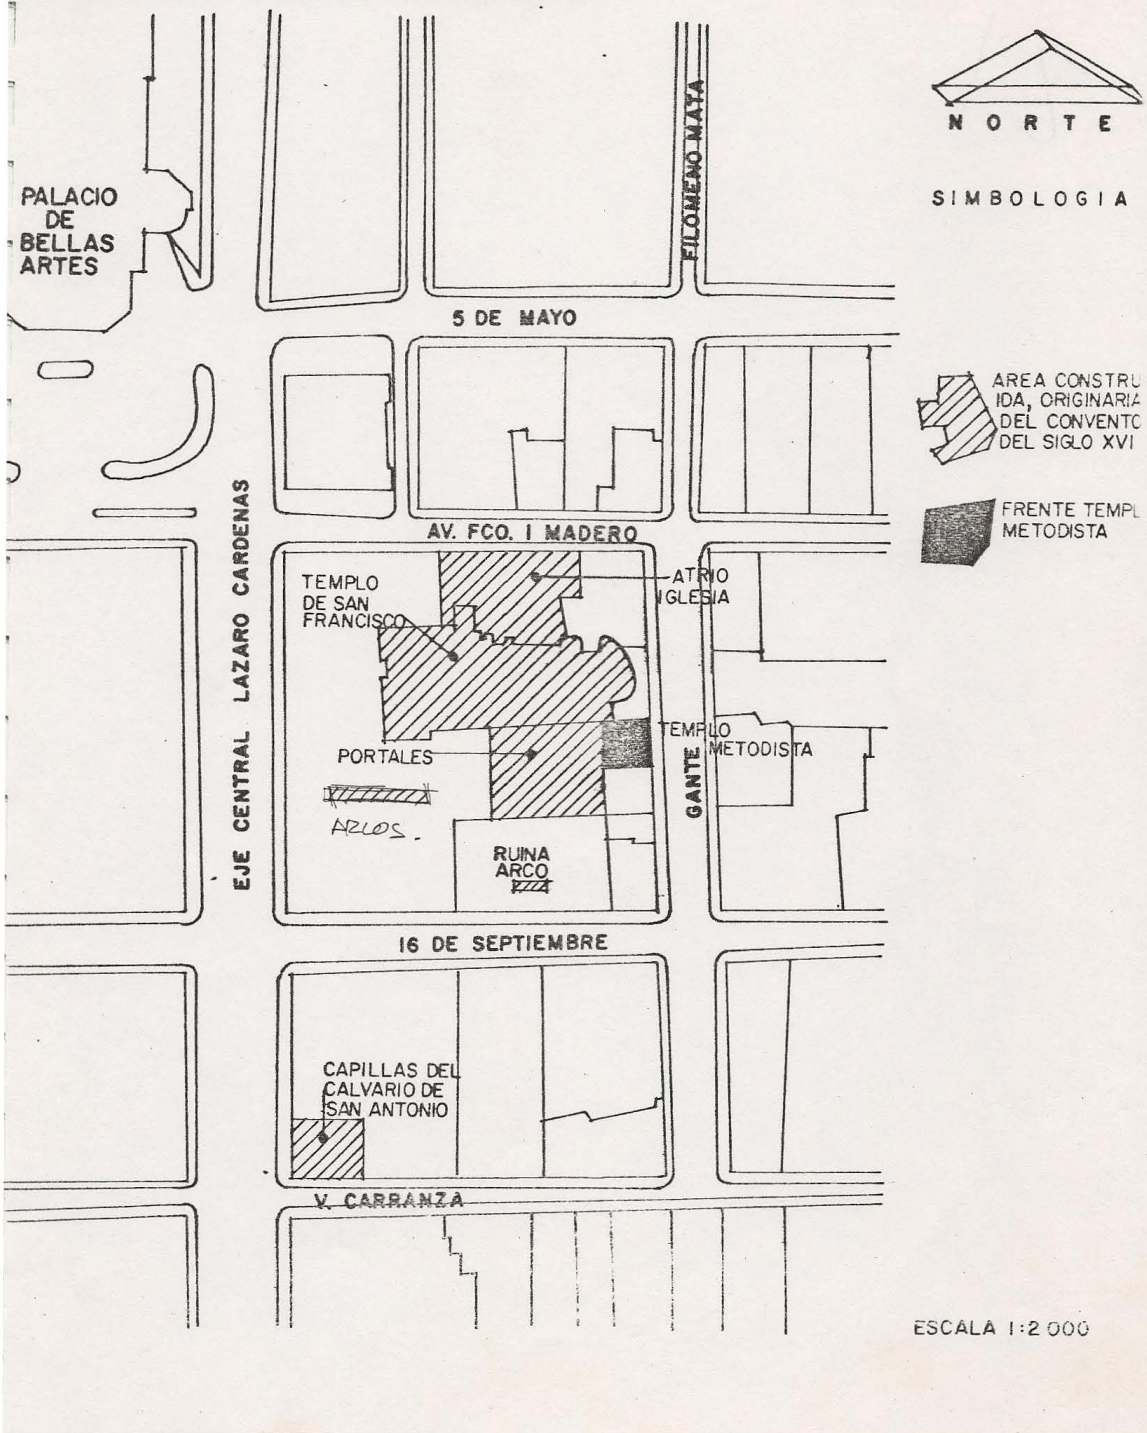 NORTE
SIMBOLOGIA
PALACIO
DE
BELLAS
ARTES
FILOMENO MATA
5 DE MAYO
AREA CONSTRU
IDA, ORIGINARIA
DEL CONVENTO
DEL SIGLO XVI
FRENTE TEMPL
METODISTA
AV. FCO. I MADERO
EJE CENTRAL LAZARO CARDENAS
TEMPLO
DE SAN
FRANCISCO
ATRIO
IGLESIA
TEMPLO
METODISTA
PORTALES
GANTE
ARCOS.
RUINA
ARCO
16 DE SEPTIEMBRE
CAPILLAS DEL
CALVARIO DE
SAN ANTONIO
V. CARRANZA
ESCALA 1:2 000